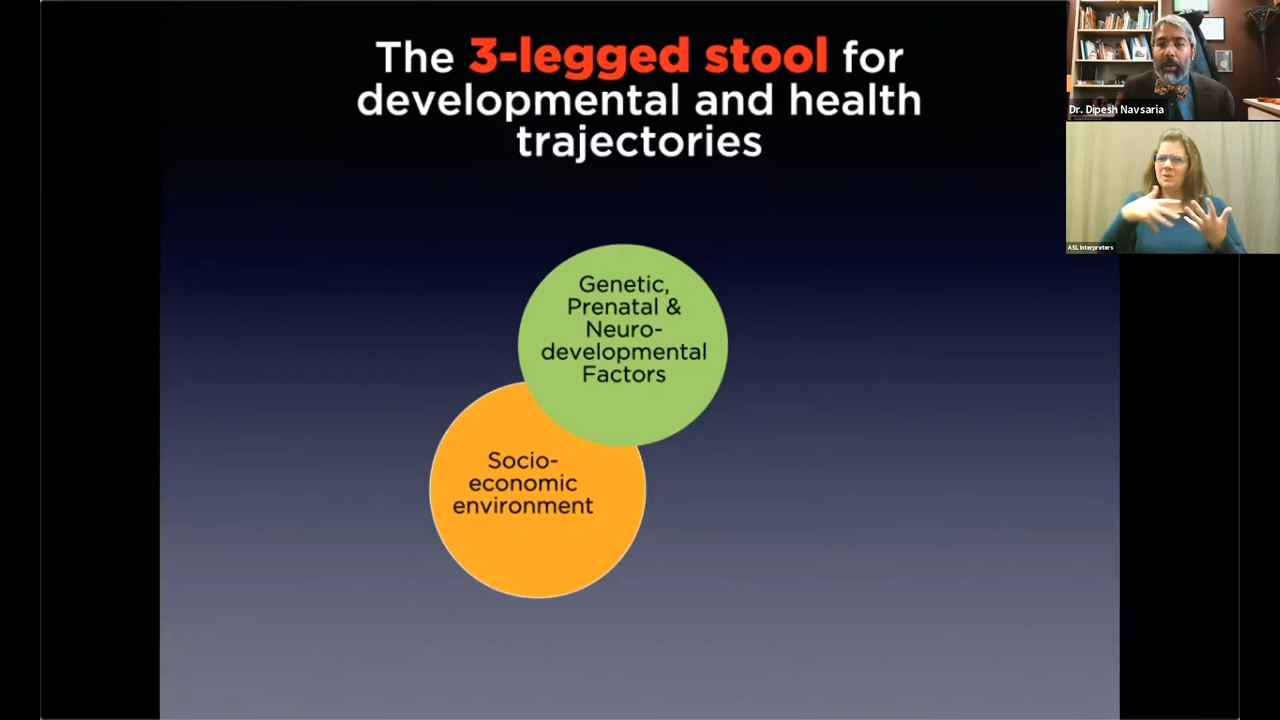 The 3-legged stool for
developmental and health
trajectories
Dr. Dipesh Navsaria
ASL Interpreters
Genetic,
Prenatal &
Neuro-
developmental
Factors
Socio-
economic
environment